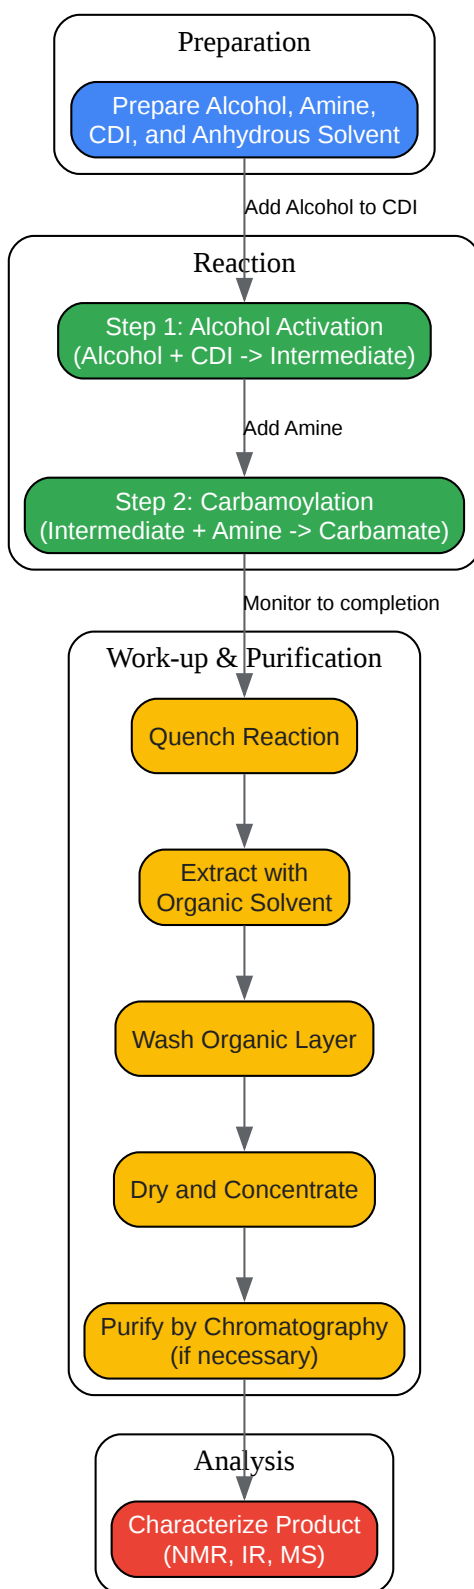 Preparation
Prepare Alcohol, Amine,
CDI, and Anhydrous Solvent
Add Alcohol to CDI
Reaction
Step 1: Alcohol Activation
(Alcohol + CDI -> Intermediate)
Add Amine
Step 2: Carbamoylation
(Intermediate + Amine -> Carbamate)
Monitor to completion
Work-up & Purification
Quench Reaction
Extract with
Organic Solvent
Wash Organic Layer
Dry and Concentrate
Purify by Chromatography
(if necessary)
Analysis
Characterize Product
(NMR, IR, MS)